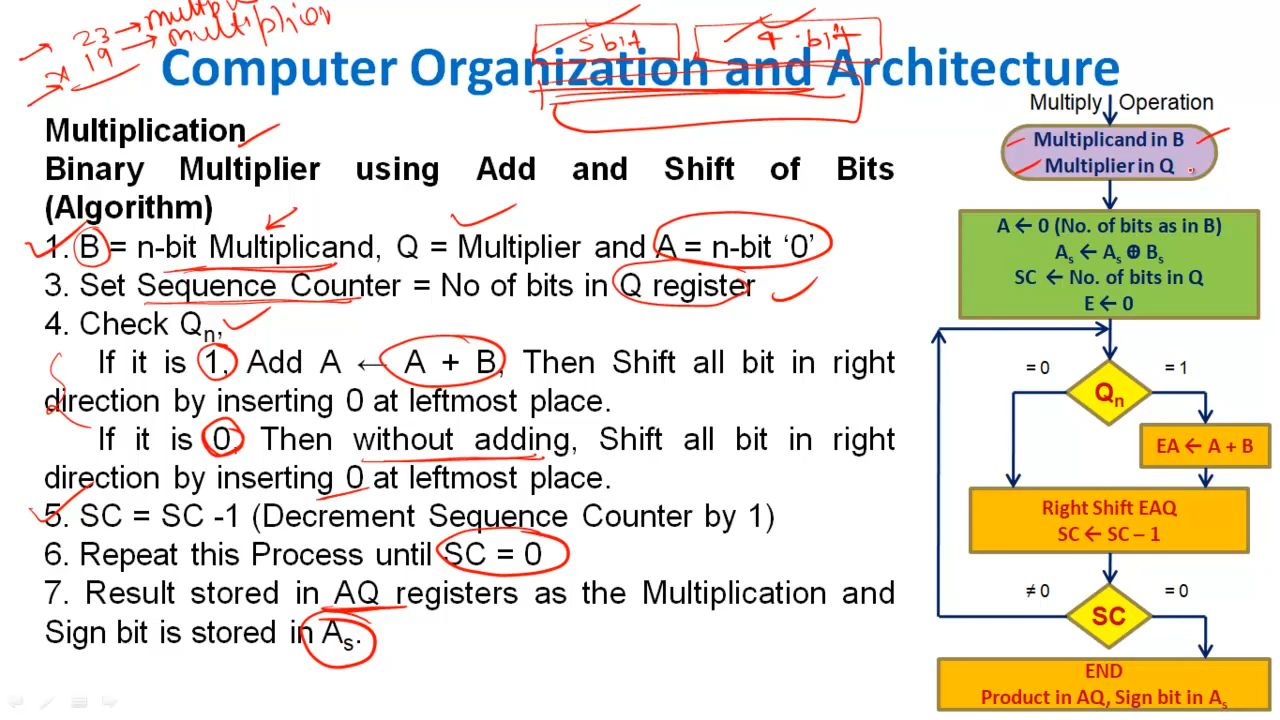 23 → multipl
× 19 → multiplier
5 bit
4 bit
Computer Organization and Architecture
Multiplication
Binary Multiplier using Add and Shift of Bits
(Algorithm)
1. B = n-bit Multiplicand, Q = Multiplier and A = n-bit ‘0’
3. Set Sequence Counter = No of bits in Q register
4. Check Qn,
If it is 1, Add A ← A + B, Then Shift all bit in right
direction by inserting 0 at leftmost place.
If it is 0, Then without adding, Shift all bit in right
direction by inserting 0 at leftmost place.
5. SC = SC -1 (Decrement Sequence Counter by 1)
6. Repeat this Process until SC = 0
7. Result stored in AQ registers as the Multiplication and
Sign bit is stored in As.
Multiply Operation
Multiplicand in B
Multiplier in Q
A ← 0 (No. of bits as in B)
As ← As ⊕ Bs
SC ← No. of bits in Q
E ← 0
= 0
= 1
Qn
EA ← A + B
Right Shift EAQ
SC ← SC – 1
≠ 0
= 0
SC
END
Product in AQ, Sign bit in As